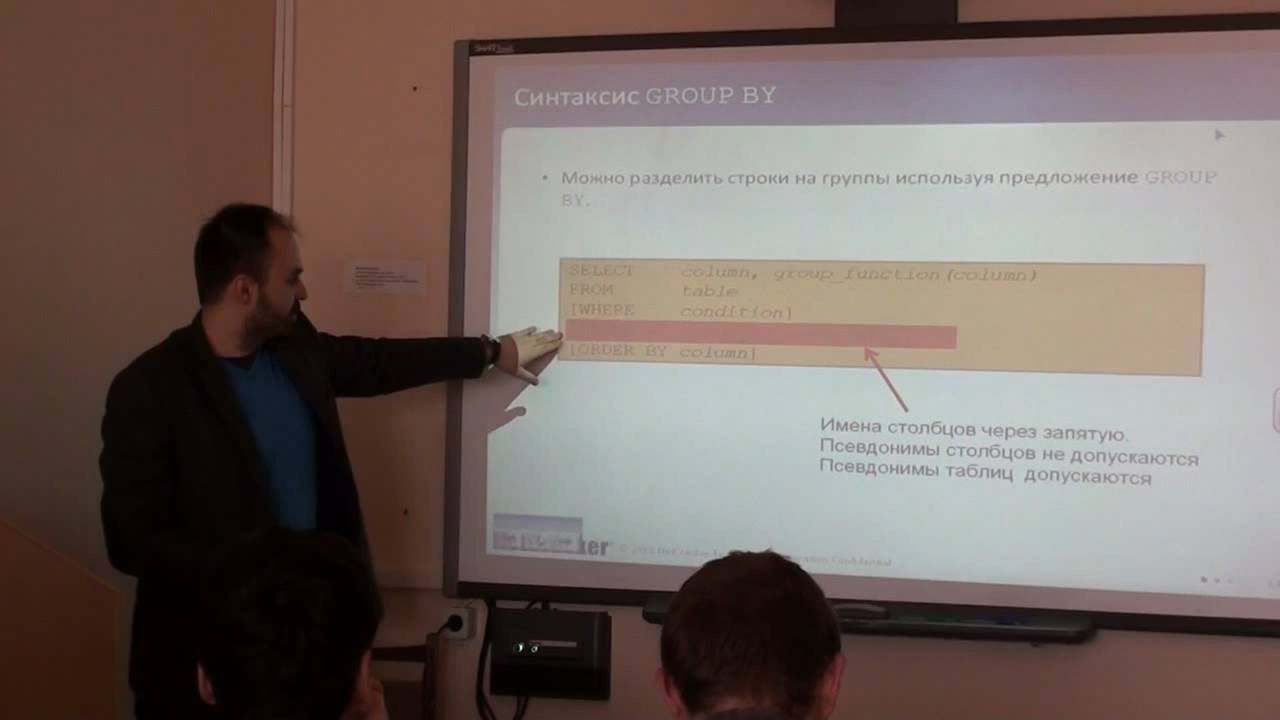 Синтаксис GROUP BY
• Можно разделить строки на группы используя предложение GROUP
BY.
SELECT column, group_function(column)
FROM table
[WHERE condition]
[ORDER BY column]
Имена столбцов через запятую.
Псевдонимы столбцов не допускаются
Псевдонимы таблиц допускаются